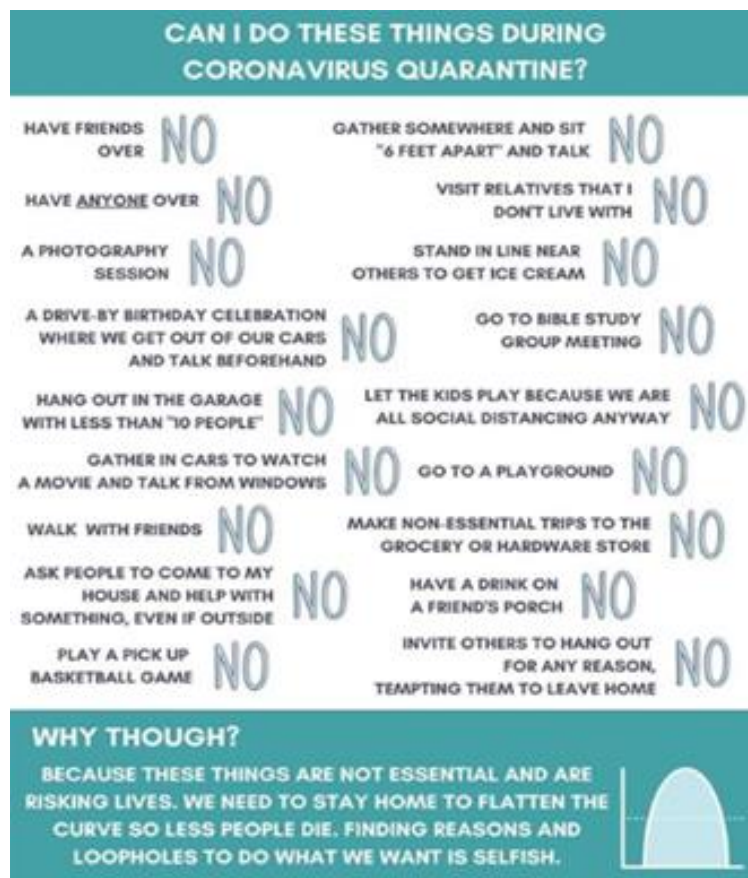 CAN I DO THESE THINGS DURING
CORONAVIRUS QUARANTINE?
HAVE FRIENDS
OVER NO
GATHER SOMEWHERE AND SIT
"6 FEET APART" AND TALK NO
HAVE ANYONE OVER NO
VISIT RELATIVES THAT I
DON'T LIVE WITH NO
A PHOTOGRAPHY
SESSION NO
STAND IN LINE NEAR
OTHERS TO GET ICE CREAM NO
A DRIVE-BY BIRTHDAY CELEBRATION
WHERE WE GET OUT OF OUR CARS
AND TALK BEFOREHAND NO
GO TO BIBLE STUDY
GROUP MEETING NO
HANG OUT IN THE GARAGE
WITH LESS THAN "10 PEOPLE" NO
LET THE KIDS PLAY BECAUSE WE ARE
ALL SOCIAL DISTANCING ANYWAY NO
GATHER IN CARS TO WATCH
A MOVIE AND TALK FROM WINDOWS NO
GO TO A PLAYGROUND NO
WALK WITH FRIENDS NO
MAKE NON-ESSENTIAL TRIPS TO THE
GROCERY OR HARDWARE STORE NO
ASK PEOPLE TO COME TO MY
HOUSE AND HELP WITH
SOMETHING, EVEN IF OUTSIDE NO
HAVE A DRINK ON
A FRIEND'S PORCH NO
PLAY A PICK UP
BASKETBALL GAME NO
INVITE OTHERS TO HANG OUT
FOR ANY REASON,
TEMPTING THEM TO LEAVE HOME NO
WHY THOUGH?
BECAUSE THESE THINGS ARE NOT ESSENTIAL AND ARE
RISKING LIVES. WE NEED TO STAY HOME TO FLATTEN THE
CURVE SO LESS PEOPLE DIE. FINDING REASONS AND
LOOPHOLES TO DO WHAT WE WANT IS SELFISH.